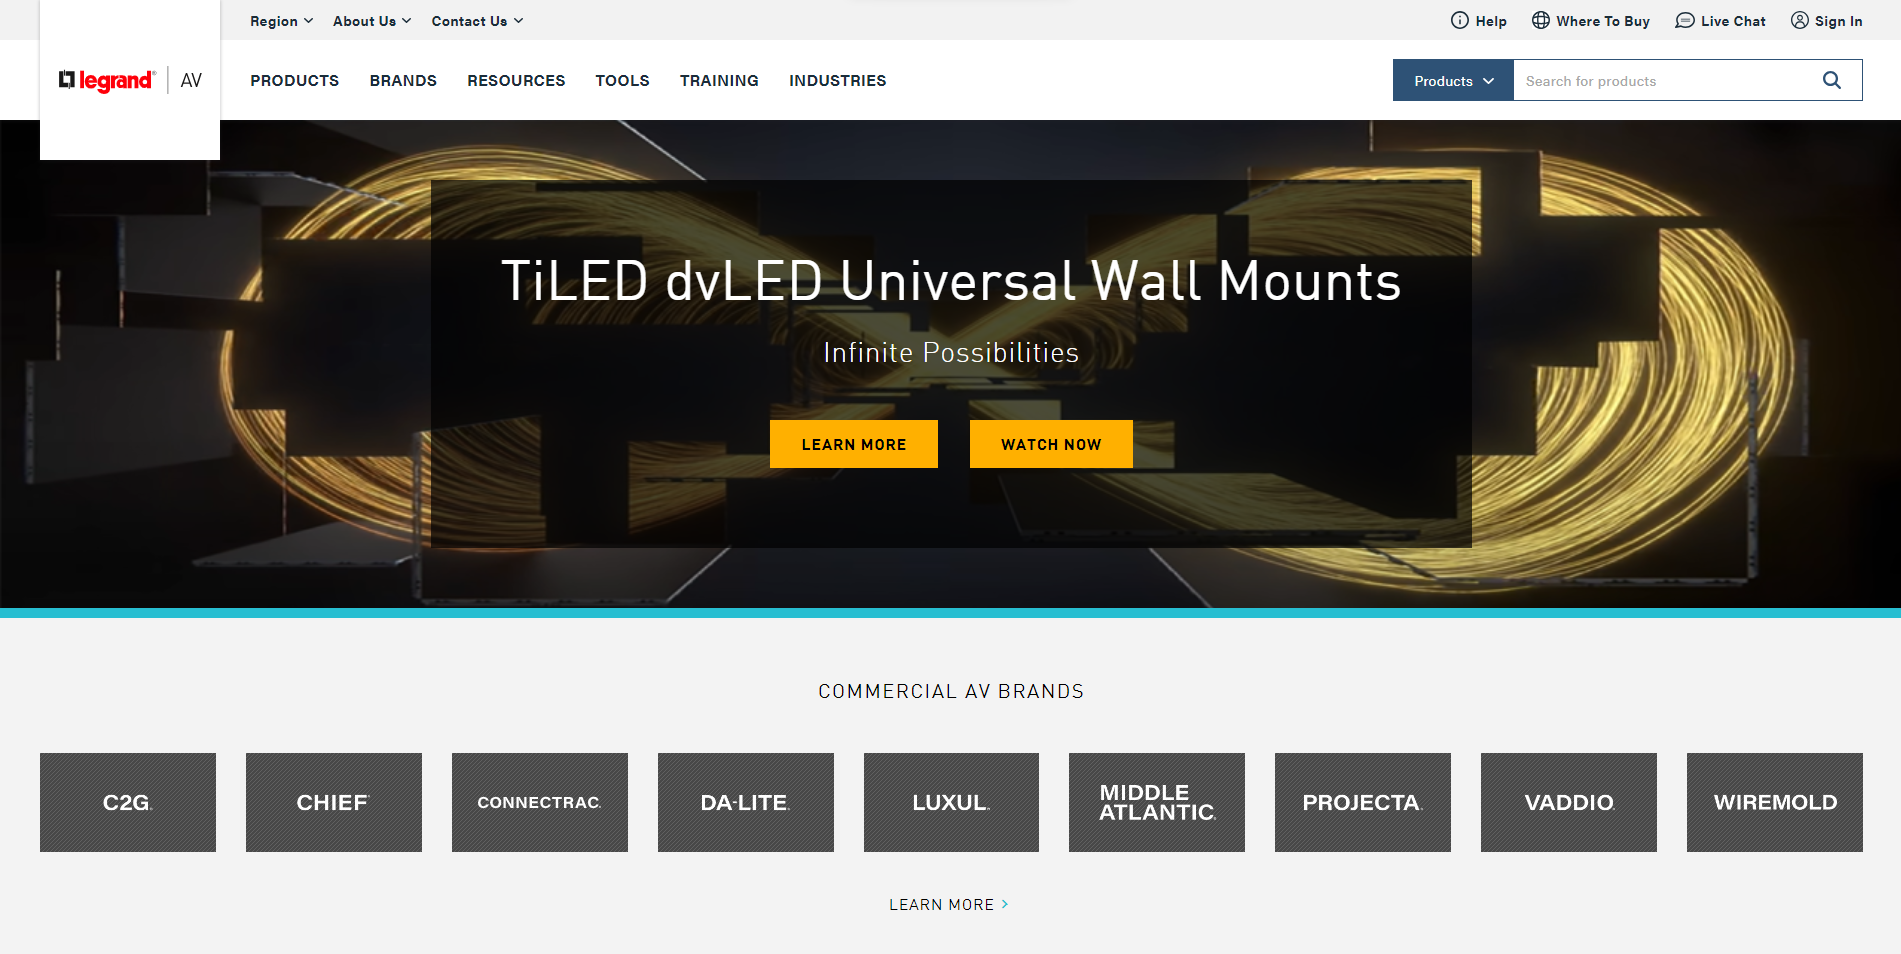 Region About Us Contact Us Help Where To Buy Live Chat Sign In
legrand® AV PRODUCTS BRANDS RESOURCES TOOLS TRAINING INDUSTRIES Products Search for products
TiLED dvLED Universal Wall Mounts
Infinite Possibilities
LEARN MORE WATCH NOW
COMMERCIAL AV BRANDS
C2G CHIEF CONNECTRAC DA-LITE LUXUL MIDDLE ATLANTIC PROJECTA VADDIO WIREMOLD
LEARN MORE